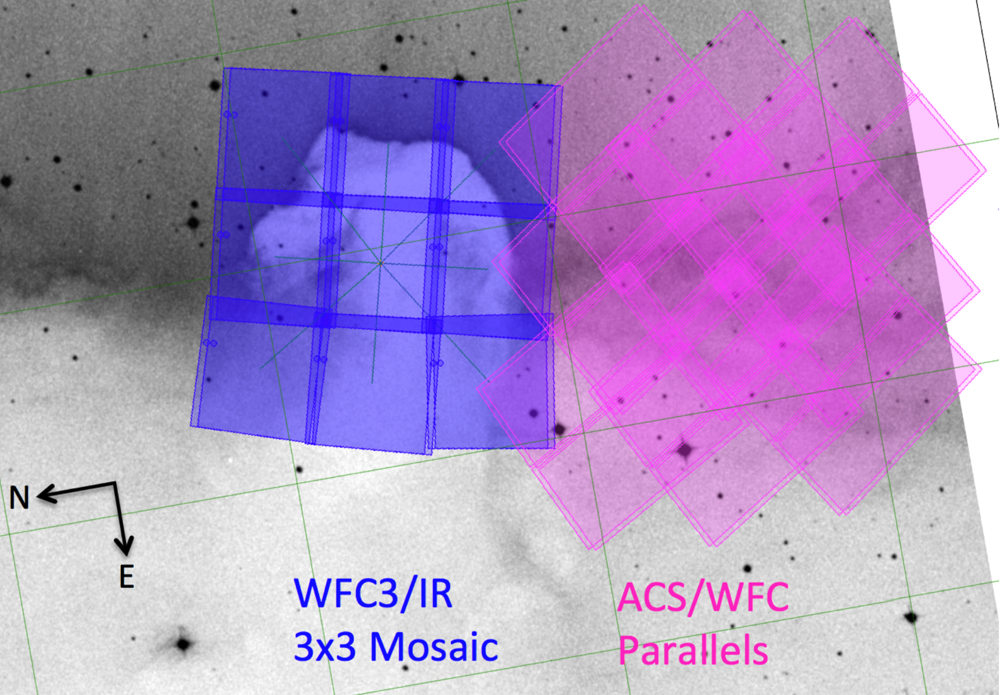 N
E
WFC3/IR
3x3 Mosaic
ACS/WFC
Parallels